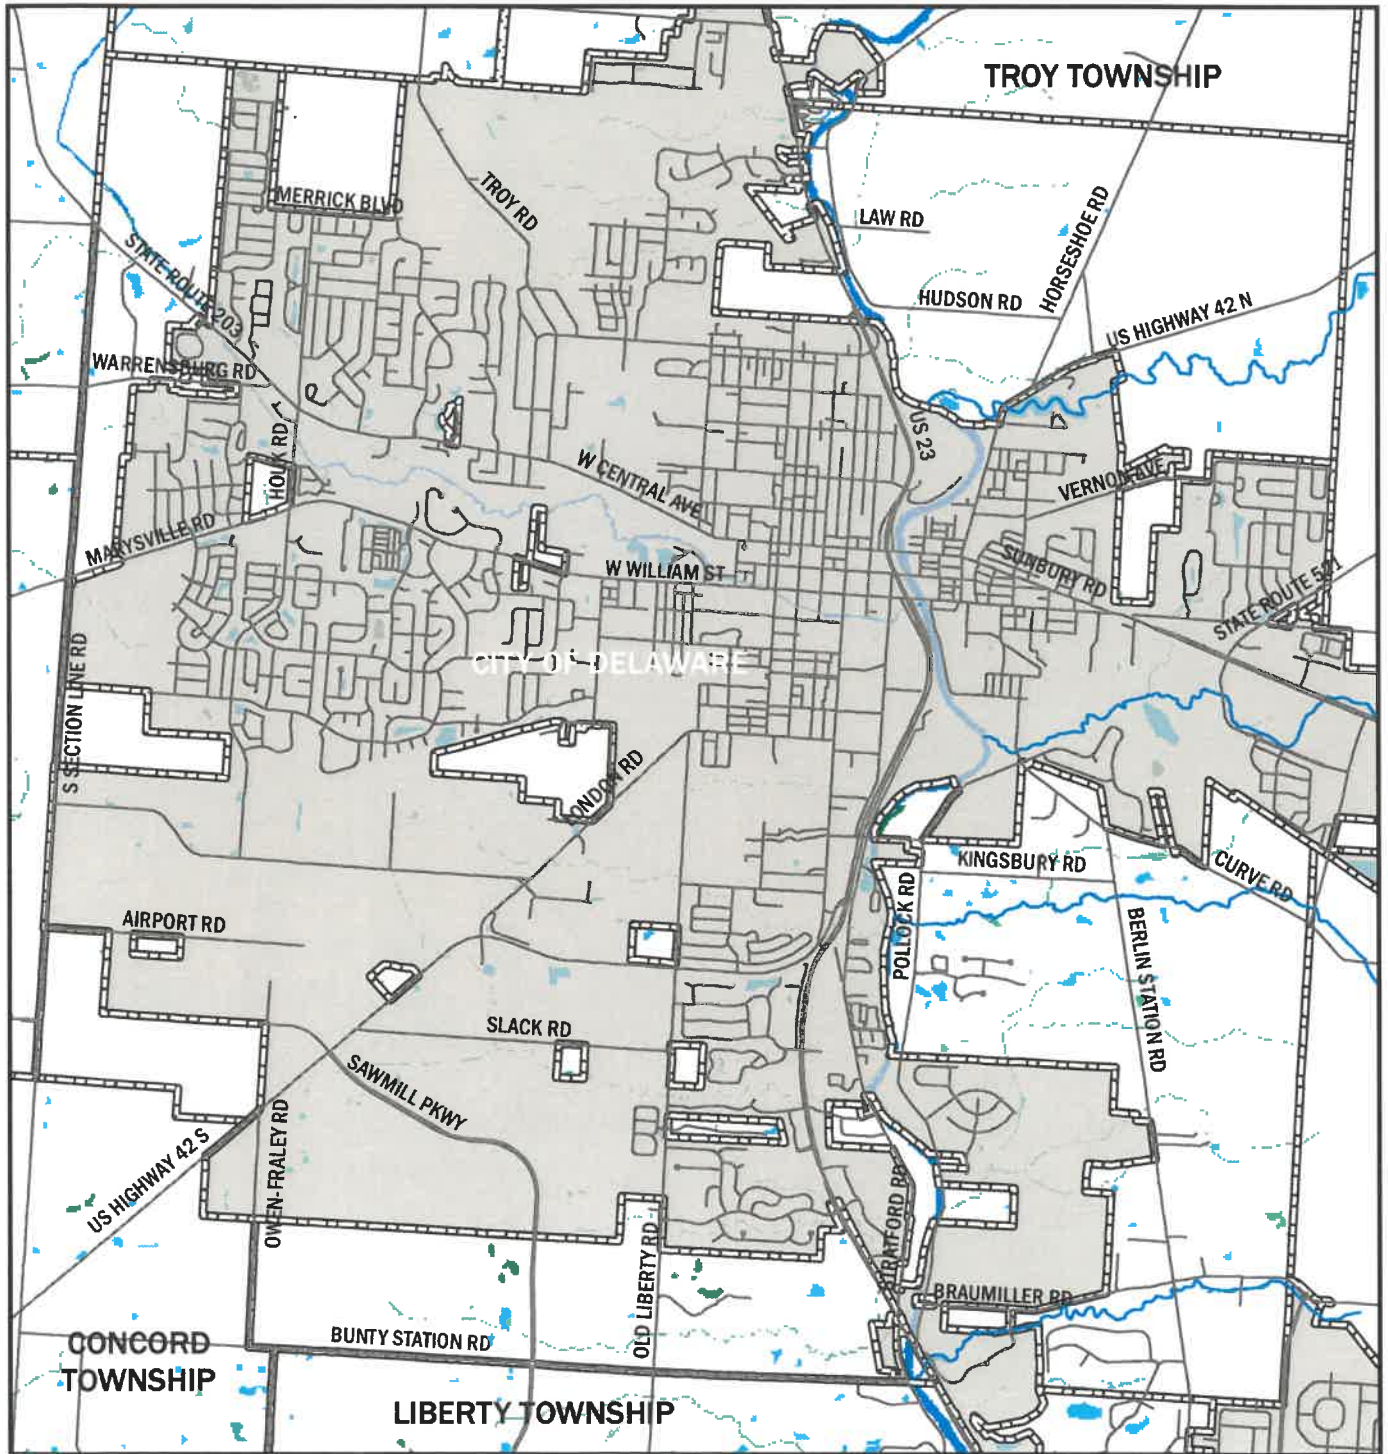 TROY TOWNSHIP
MERRICK BLVD
TROY RD
LAW RD
HORSESHOE RD
STATE ROUTE 203
HUDSON RD
US HIGHWAY 42 N
WARRENSBURG RD
HOUK RD
US 23
W CENTRAL AVE
VERNON AVE
MARYSVILLE RD
W WILLIAM ST
SUNBURY RD
STATE ROUTE 521
CITY OF DELAWARE
S SECTION LINE RD
LONDON RD
KINGSBURY RD
CURVE RD
POLLOCK RD
AIRPORT RD
BERLIN STATION RD
SLACK RD
SAWMILL PKWY
US HIGHWAY 42 S
OWEN-FRALEY RD
STRATFORD RD
OLD LIBERTY RD
BRAUMILLER RD
BUNTY STATION RD
CONCORD
TOWNSHIP
LIBERTY TOWNSHIP